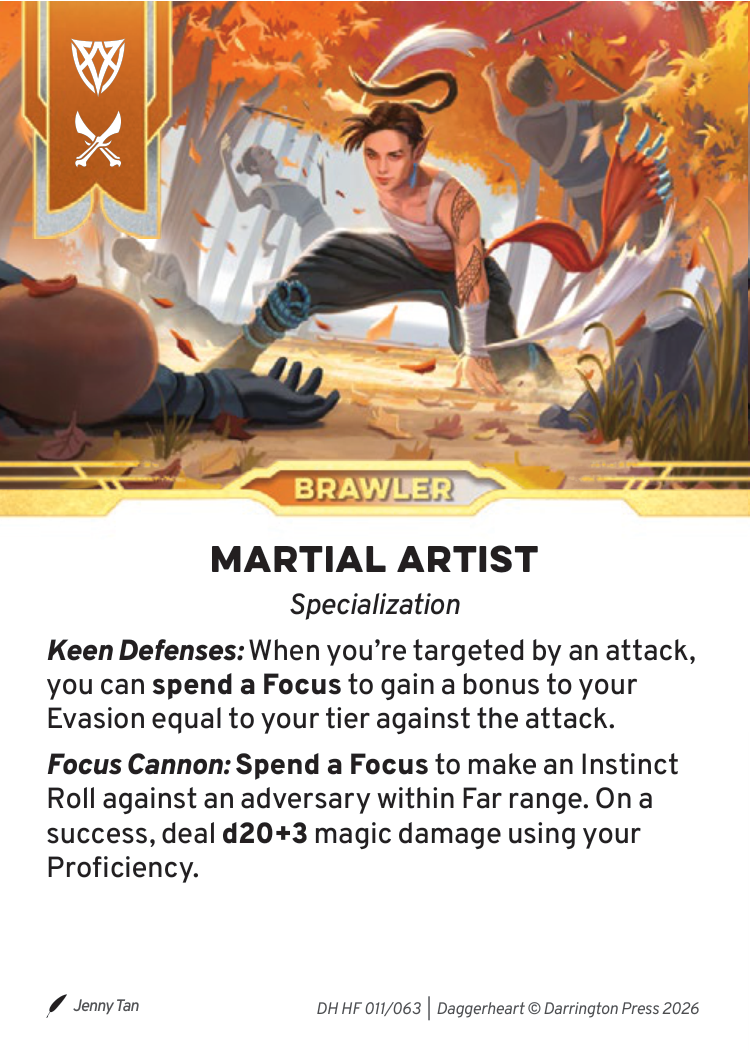 BRAWLER
MARTIAL ARTIST
Specialization
Keen Defenses: When you’re targeted by an attack,
you can spend a Focus to gain a bonus to your
Evasion equal to your tier against the attack.
Focus Cannon: Spend a Focus to make an Instinct
Roll against an adversary within Far range. On a
success, deal d20+3 magic damage using your
Proficiency.
Jenny Tan
DH HF 011/063 | Daggerheart © Darrington Press 2026